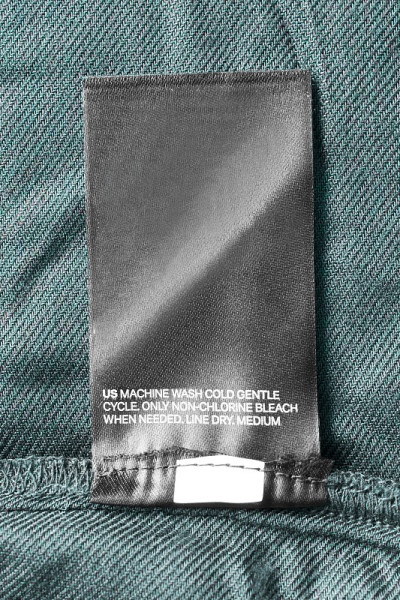 US MACHINE WASH COLD GENTLE
CYCLE. ONLY NON-CHLORINE BLEACH
WHEN NEEDED. LINE DRY. MEDIUM